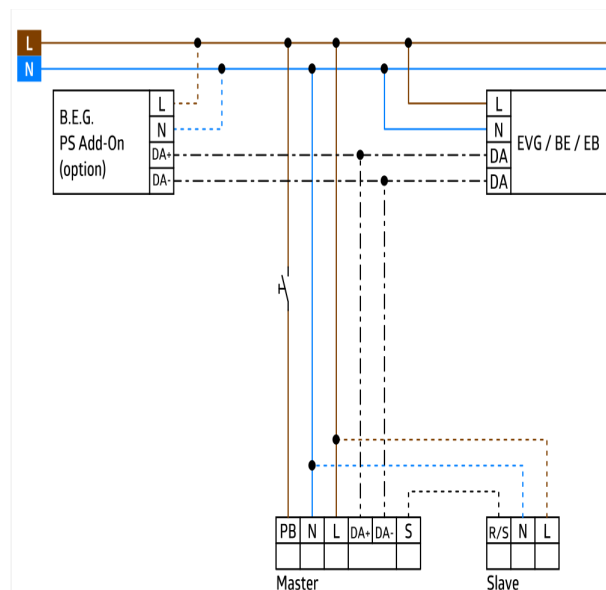 L
N
B.E.G.
PS Add-On
(option)
L
N
DA+
DA-
L
N
DA
DA
EVG / BE / EB
PB N L DA+ DA- S
Master
R/S N L
Slave